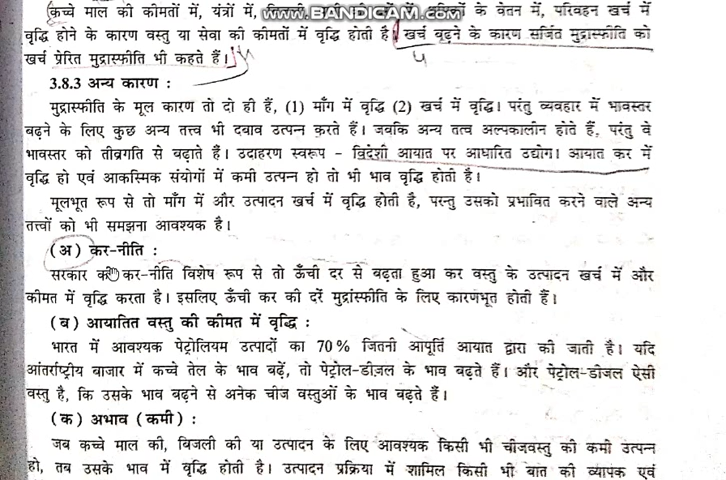 www.BANDICAM.com
कच्चे माल की कीमतों में, यंत्रों में, के वेतन में, परिवहन खर्च में
वृद्धि होने के कारण वस्तु या सेवा की कीमतों में वृद्धि होती है। खर्च बढ़ने के कारण सर्जित मुद्रास्फीति को
खर्च प्रेरित मुद्रास्फीति भी कहते हैं।
3.8.3 अन्य कारण :
मुद्रास्फीति के मूल कारण तो दो ही हैं, (1) माँग में वृद्धि (2) खर्च में वृद्धि। परंतु व्यवहार में भावस्तर
बढ़ने के लिए कुछ अन्य तत्त्व भी दबाव उत्पन्न करते हैं। जबकि अन्य तत्व अल्पकालीन होते हैं, परंतु वे
भावस्तर को तीव्रगति से बढ़ाते हैं। उदाहरण स्वरूप - विदेशी आयात पर आधारित उद्योग। आयात कर में
वृद्धि हो एवं आकस्मिक संयोगों में कमी उत्पन्न हो तो भी भाव वृद्धि होती है।
मूलभूत रूप से तो माँग में और उत्पादन खर्च में वृद्धि होती है, परन्तु उसको प्रभावित करने वाले अन्य
तत्त्वों को भी समझना आवश्यक है।
(अ) कर-नीति :
सरकार की कर-नीति विशेष रूप से तो ऊँची दर से बढ़ता हुआ कर वस्तु के उत्पादन खर्च में और
कीमत में वृद्धि करता है। इसलिए ऊँची कर की दरें मुद्रास्फीति के लिए कारणभूत होती हैं।
(ब) आयातित वस्तु की कीमत में वृद्धि :
भारत में आवश्यक पेट्रोलियम उत्पादों का 70% जितनी आपूर्ति आयात द्वारा की जाती है। यदि
आंतर्राष्ट्रीय बाजार में कच्चे तेल के भाव बढ़ें, तो पेट्रोल-डीज़ल के भाव बढ़ते हैं। और पेट्रोल-डीजल ऐसी
वस्तु है, कि उसके भाव बढ़ने से अनेक चीज वस्तुओं के भाव बढ़ते हैं।
(क) अभाव (कमी) :
जब कच्चे माल की, बिजली की या उत्पादन के लिए आवश्यक किसी भी चीजवस्तु की कमी उत्पन्न
हो, तब उसके भाव में वृद्धि होती है। उत्पादन प्रक्रिया में शामिल किसी भी बात की व्यापक एवं